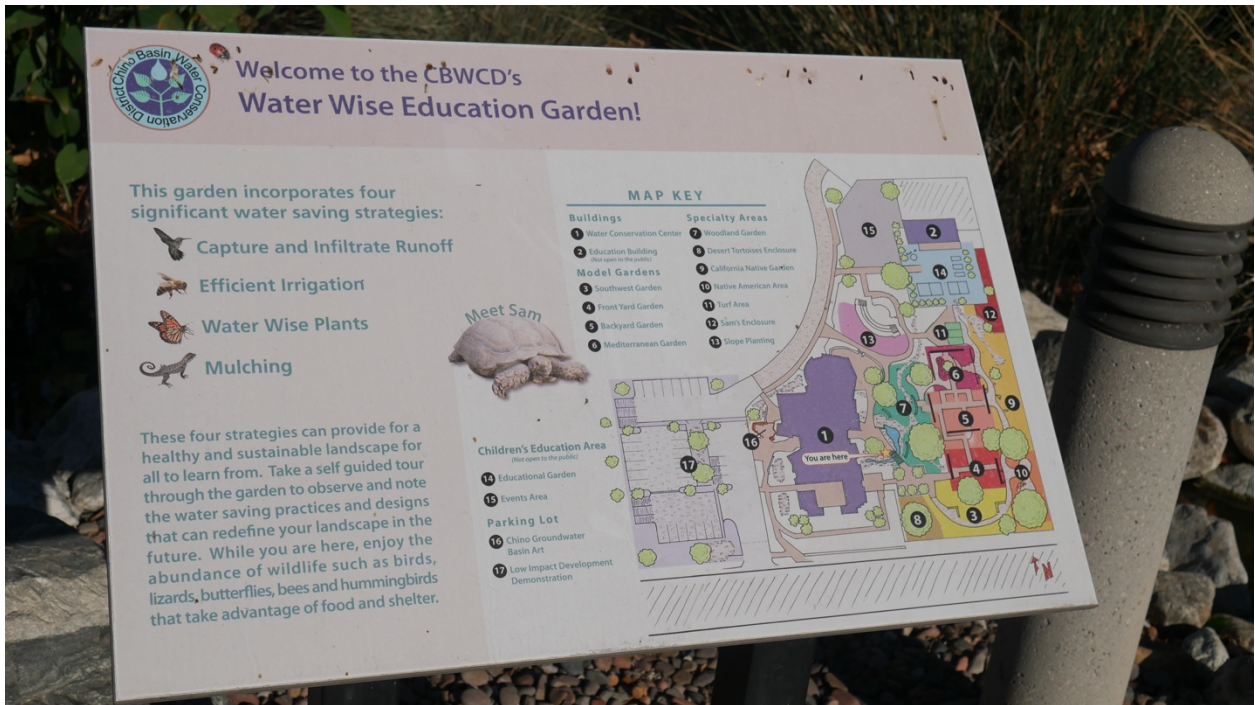 Chino Basin Water Conservation District
Welcome to the CBWCD's
Water Wise Education Garden!
This garden incorporates four
significant water saving strategies:
Capture and Infiltrate Runoff
Efficient Irrigation
Water Wise Plants
Mulching
Meet Sam
These four strategies can provide for a
healthy and sustainable landscape for
all to learn from. Take a self guided tour
through the garden to observe and note
the water saving practices and designs
that can redefine your landscape in the
future. While you are here, enjoy the
abundance of wildlife such as birds,
lizards, butterflies, bees and hummingbirds
that take advantage of food and shelter.
MAP KEY
Buildings
1 Water Conservation Center
2 Education Building
(Not open to the public)
Model Gardens
3 Southwest Garden
4 Front Yard Garden
5 Backyard Garden
6 Mediterranean Garden
Specialty Areas
7 Woodland Garden
8 Desert Tortoises Enclosure
9 California Native Garden
10 Native American Area
11 Turf Area
12 Sam's Enclosure
13 Slope Planting
Children's Education Area
(Not open to the public)
14 Educational Garden
15 Events Area
Parking Lot
16 Chino Groundwater
Basin Art
17 Low Impact Development
Demonstration
15
2
14
12
11
13
6
9
7
5
16
1
You are here
17
4
10
8
3
N